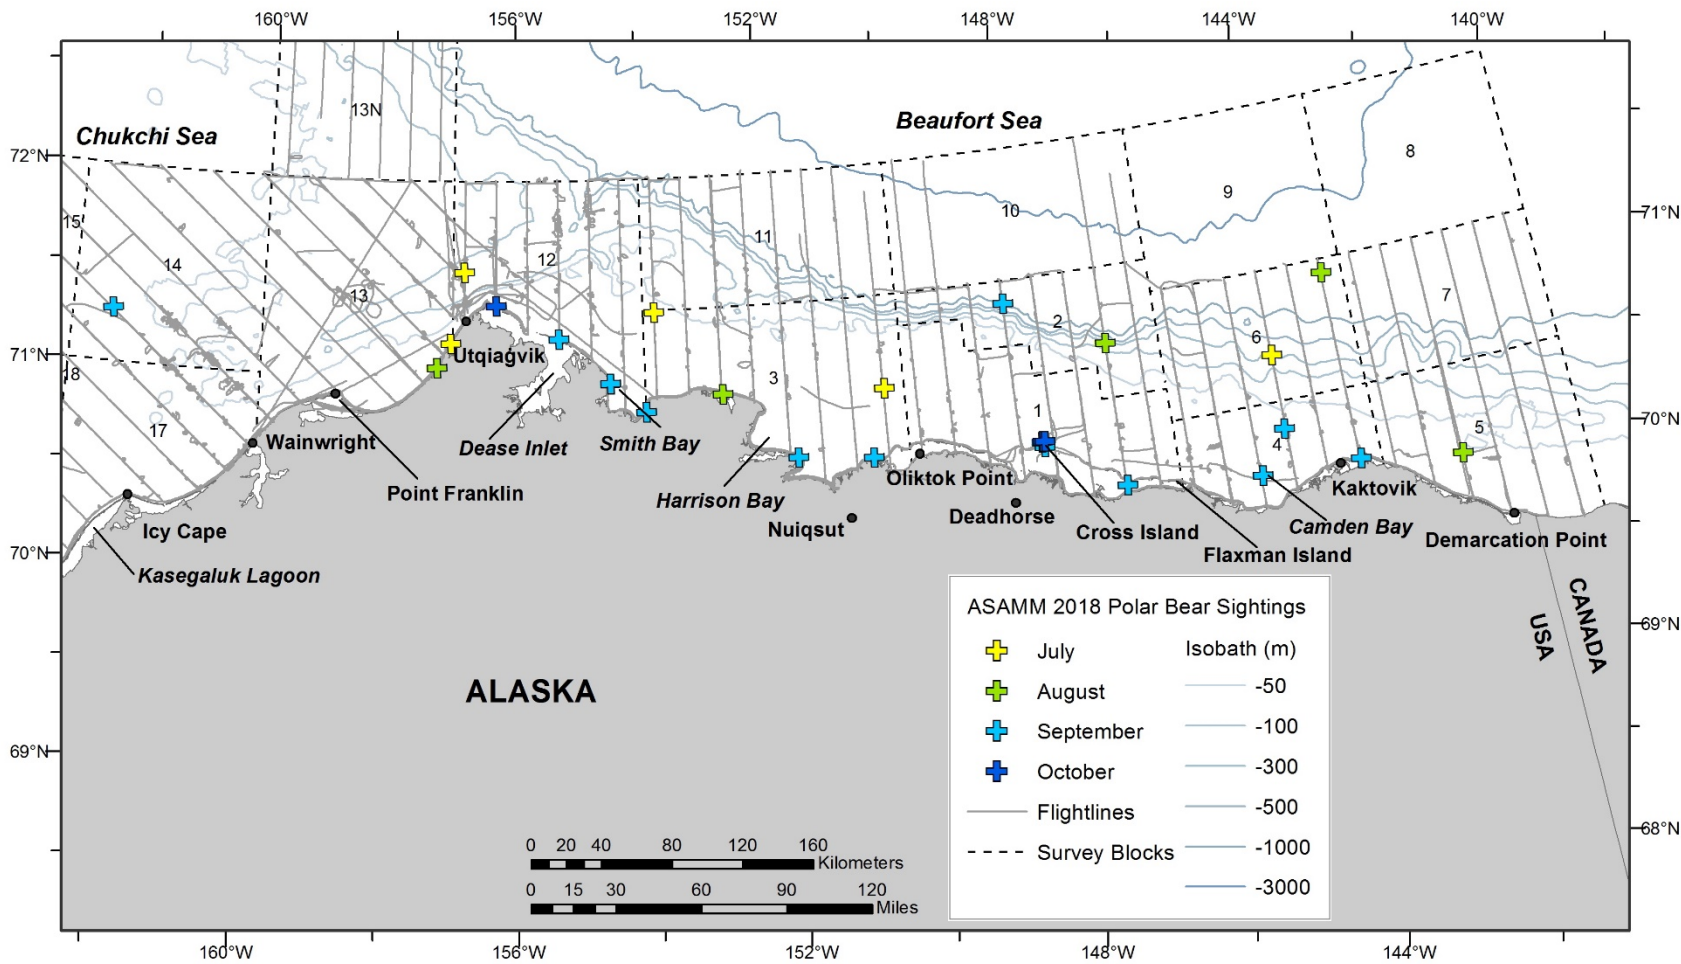 160°W 156°W 152°W 148°W 144°W 140°W
13N
Chukchi Sea
Beaufort Sea
72°N
8
9
71°N
15
10
14
11
12
13
7
2
6
71°N
Utqiaġvik
18
3
70°N
1
17
Wainwright
Dease Inlet
Smith Bay
4
5
Point Franklin
Harrison Bay
Oliktok Point
Kaktovik
Icy Cape
Nuiqsut
Deadhorse
Cross Island
Camden Bay
Demarcation Point
70°N
Flaxman Island
Kasegaluk Lagoon
ASAMM 2018 Polar Bear Sightings
July
August
September
October
Flightlines
Survey Blocks
Isobath (m)
-50
-100
-300
-500
-1000
-3000
CANADA
USA
69°N
ALASKA
69°N
68°N
0 20 40 80 120 160
Kilometers
0 15 30 60 90 120
Miles
160°W 156°W 152°W 148°W 144°W